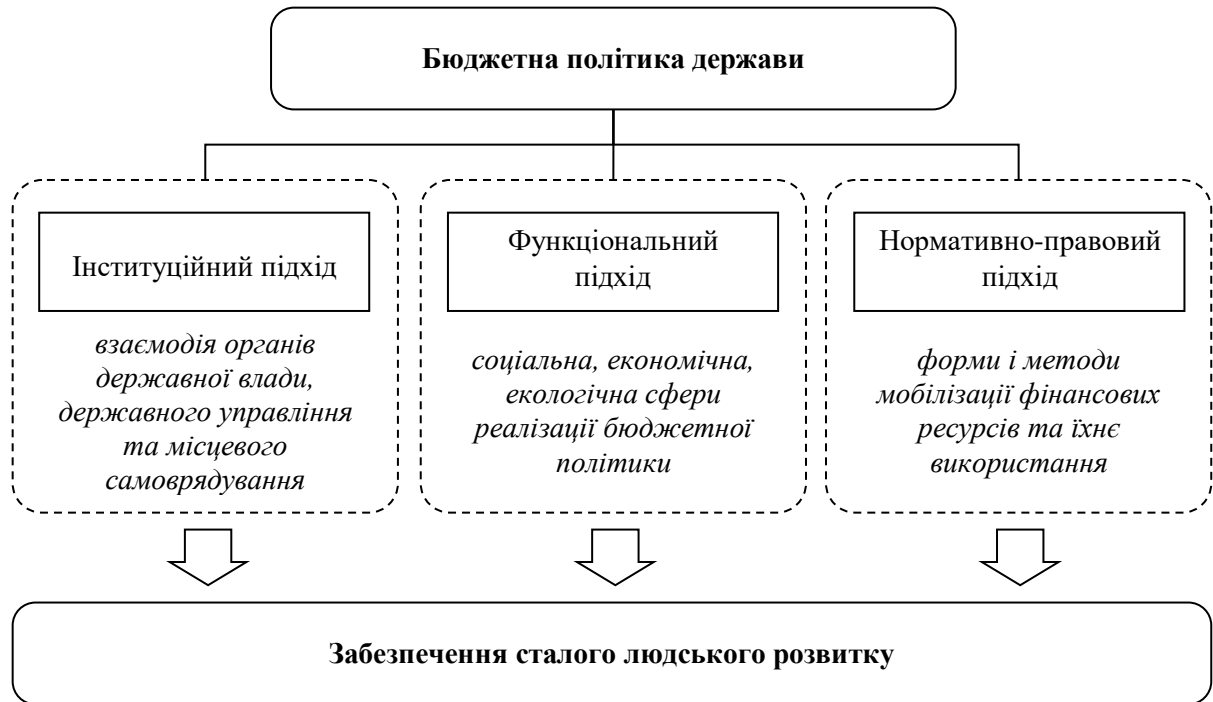 Бюджетна політика держави
Інституційний підхід
взаємодія органів
державної влади,
державного управління
та місцевого
самоврядування
Функціональний
підхід
соціальна, економічна,
екологічна сфери
реалізації бюджетної
політики
Нормативно-правовий
підхід
форми і методи
мобілізації фінансових
ресурсів та їхнє
використання
Забезпечення сталого людського розвитку